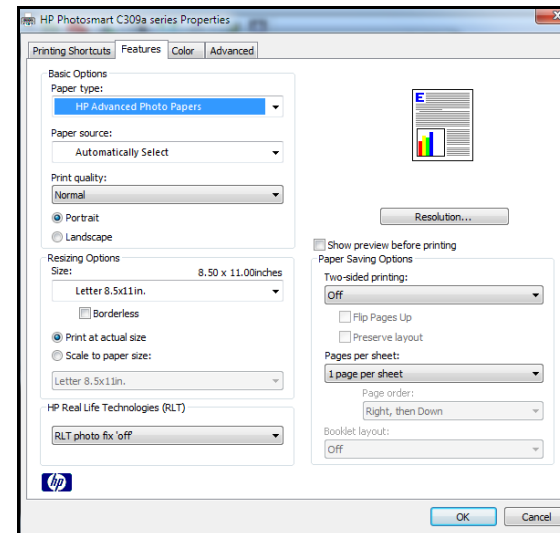 HP Photosmart C309a series Properties
Printing Shortcuts Features Color Advanced
Basic Options
Paper type:
HP Advanced Photo Papers
Paper source:
Automatically Select
Print quality:
Normal
Portrait
Landscape
Resizing Options
Size: 8.50 x 11.00inches
Letter 8.5x11in.
Borderless
Print at actual size
Scale to paper size:
Letter 8.5x11in.
HP Real Life Technologies (RLT)
RLT photo fix 'off'
hp
E
Resolution...
Show preview before printing
Paper Saving Options
Two-sided printing:
Off
Flip Pages Up
Preserve layout
Pages per sheet:
1 page per sheet
Page order:
Right, then Down
Booklet layout:
Off
OK Cancel